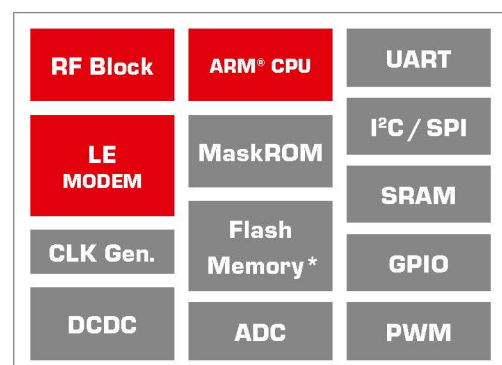 RF Block
ARM® CPU
UART
LE
MODEM
MaskROM
I²C / SPI
SRAM
CLK Gen.
Flash
Memory*
GPIO
DCDC
ADC
PWM